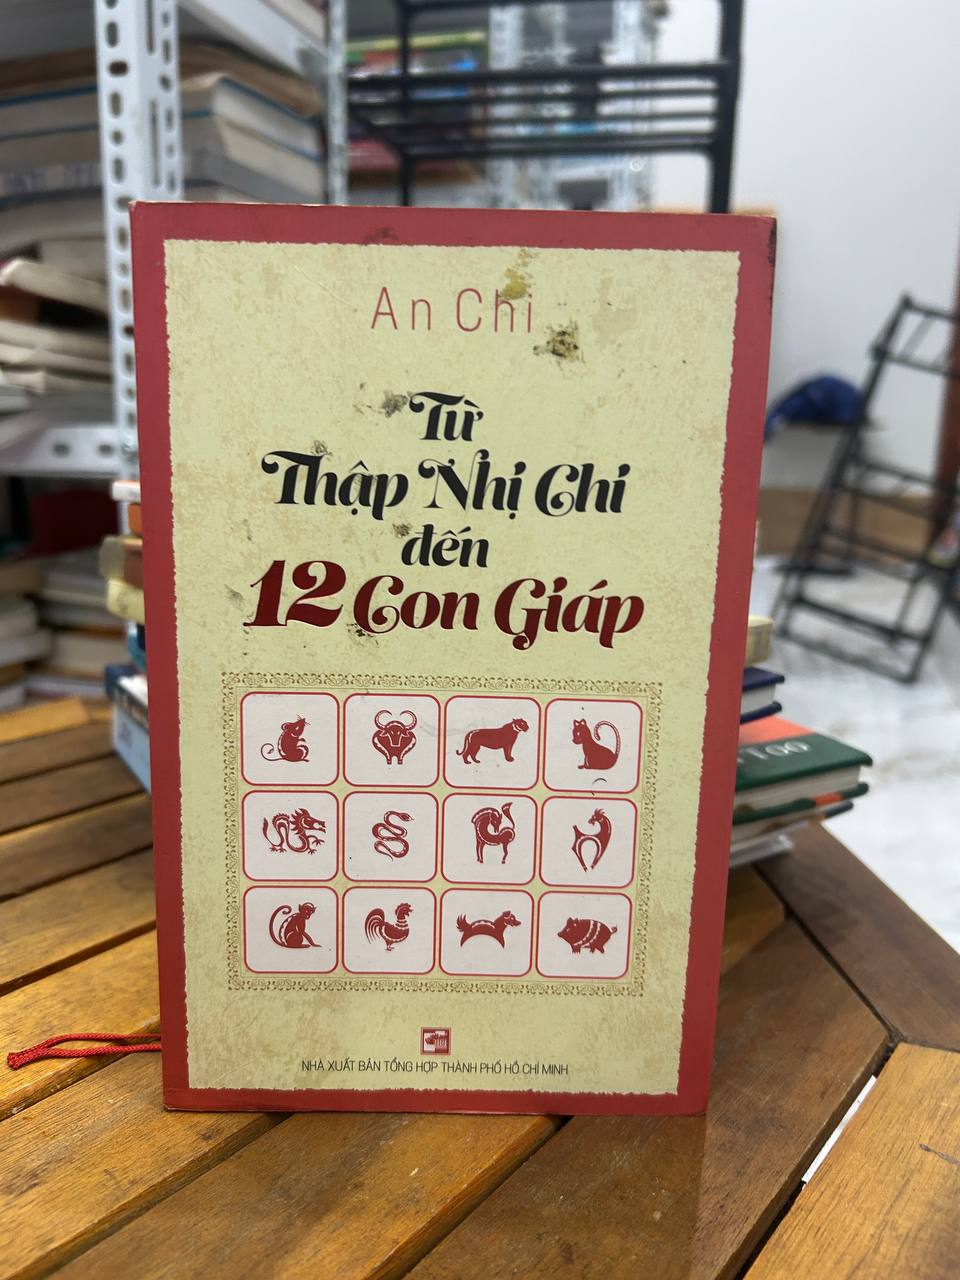 An Chi
Từ
Thập Nhị Chi
đến
12 Con Giáp
NHÀ XUẤT BẢN TỔNG HỢP THÀNH PHỐ HỒ CHÍ MINH